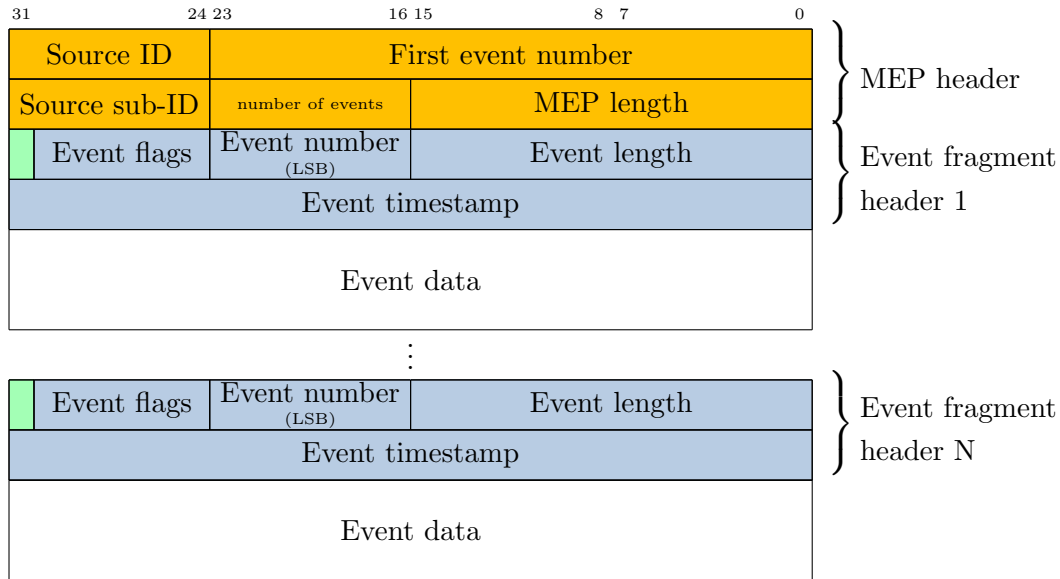 31 24 23 16 15 8 7 0
Source ID First event number
MEP header
Source sub-ID number of events MEP length
Event flags Event number (LSB) Event length
Event fragment header 1
Event timestamp
Event data
⋮
Event flags Event number (LSB) Event length
Event fragment header N
Event timestamp
Event data